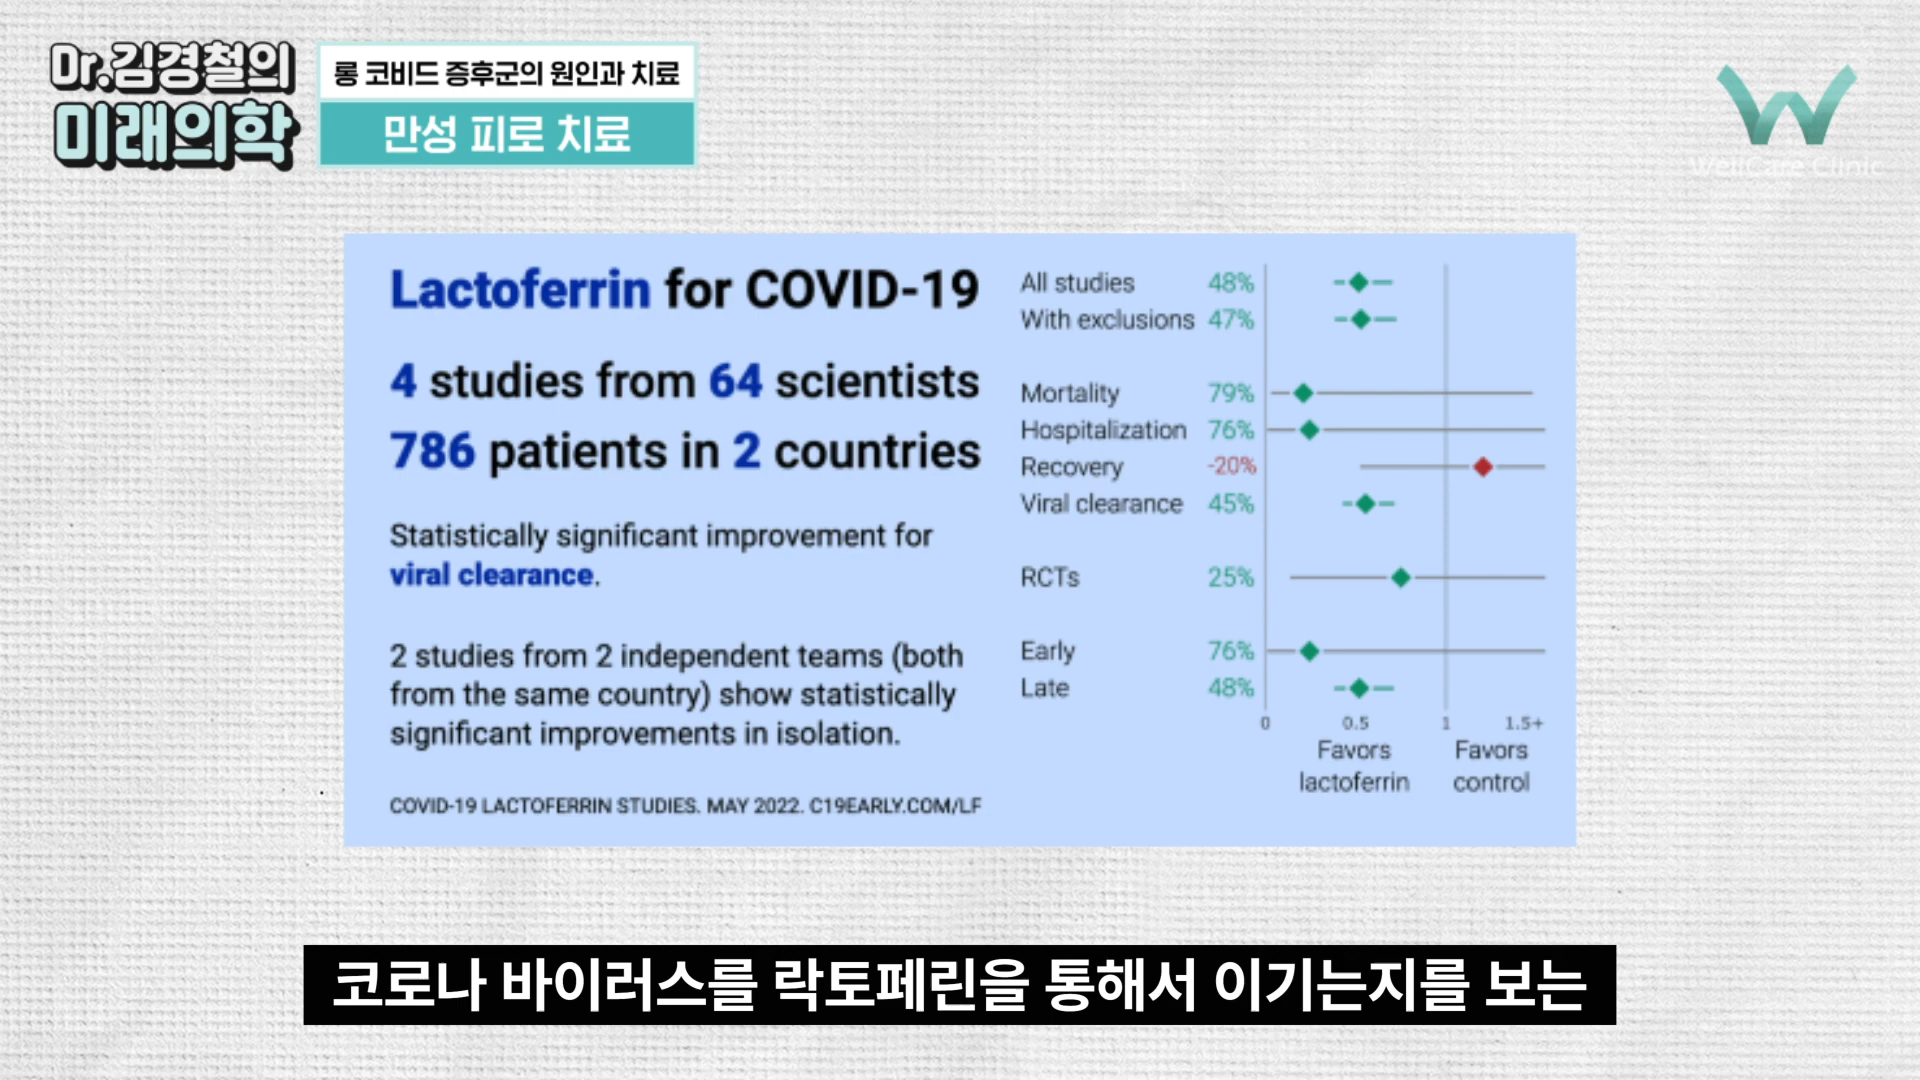 Dr.김경철의
미래의학
롱 코비드 증후군의 원인과 치료
만성 피로 치료
WellCare Clinic
Lactoferrin for COVID-19
4 studies from 64 scientists
786 patients in 2 countries
Statistically significant improvement for
viral clearance.
2 studies from 2 independent teams (both
from the same country) show statistically
significant improvements in isolation.
COVID-19 LACTOFERRIN STUDIES. MAY 2022. C19EARLY.COM/LF
All studies 48%
With exclusions 47%
Mortality 79%
Hospitalization 76%
Recovery -20%
Viral clearance 45%
RCTs 25%
Early 76%
Late 48%
0 0.5 1 1.5+
Favors Favors
lactoferrin control
코로나 바이러스를 락토페린을 통해서 이기는지를 보는